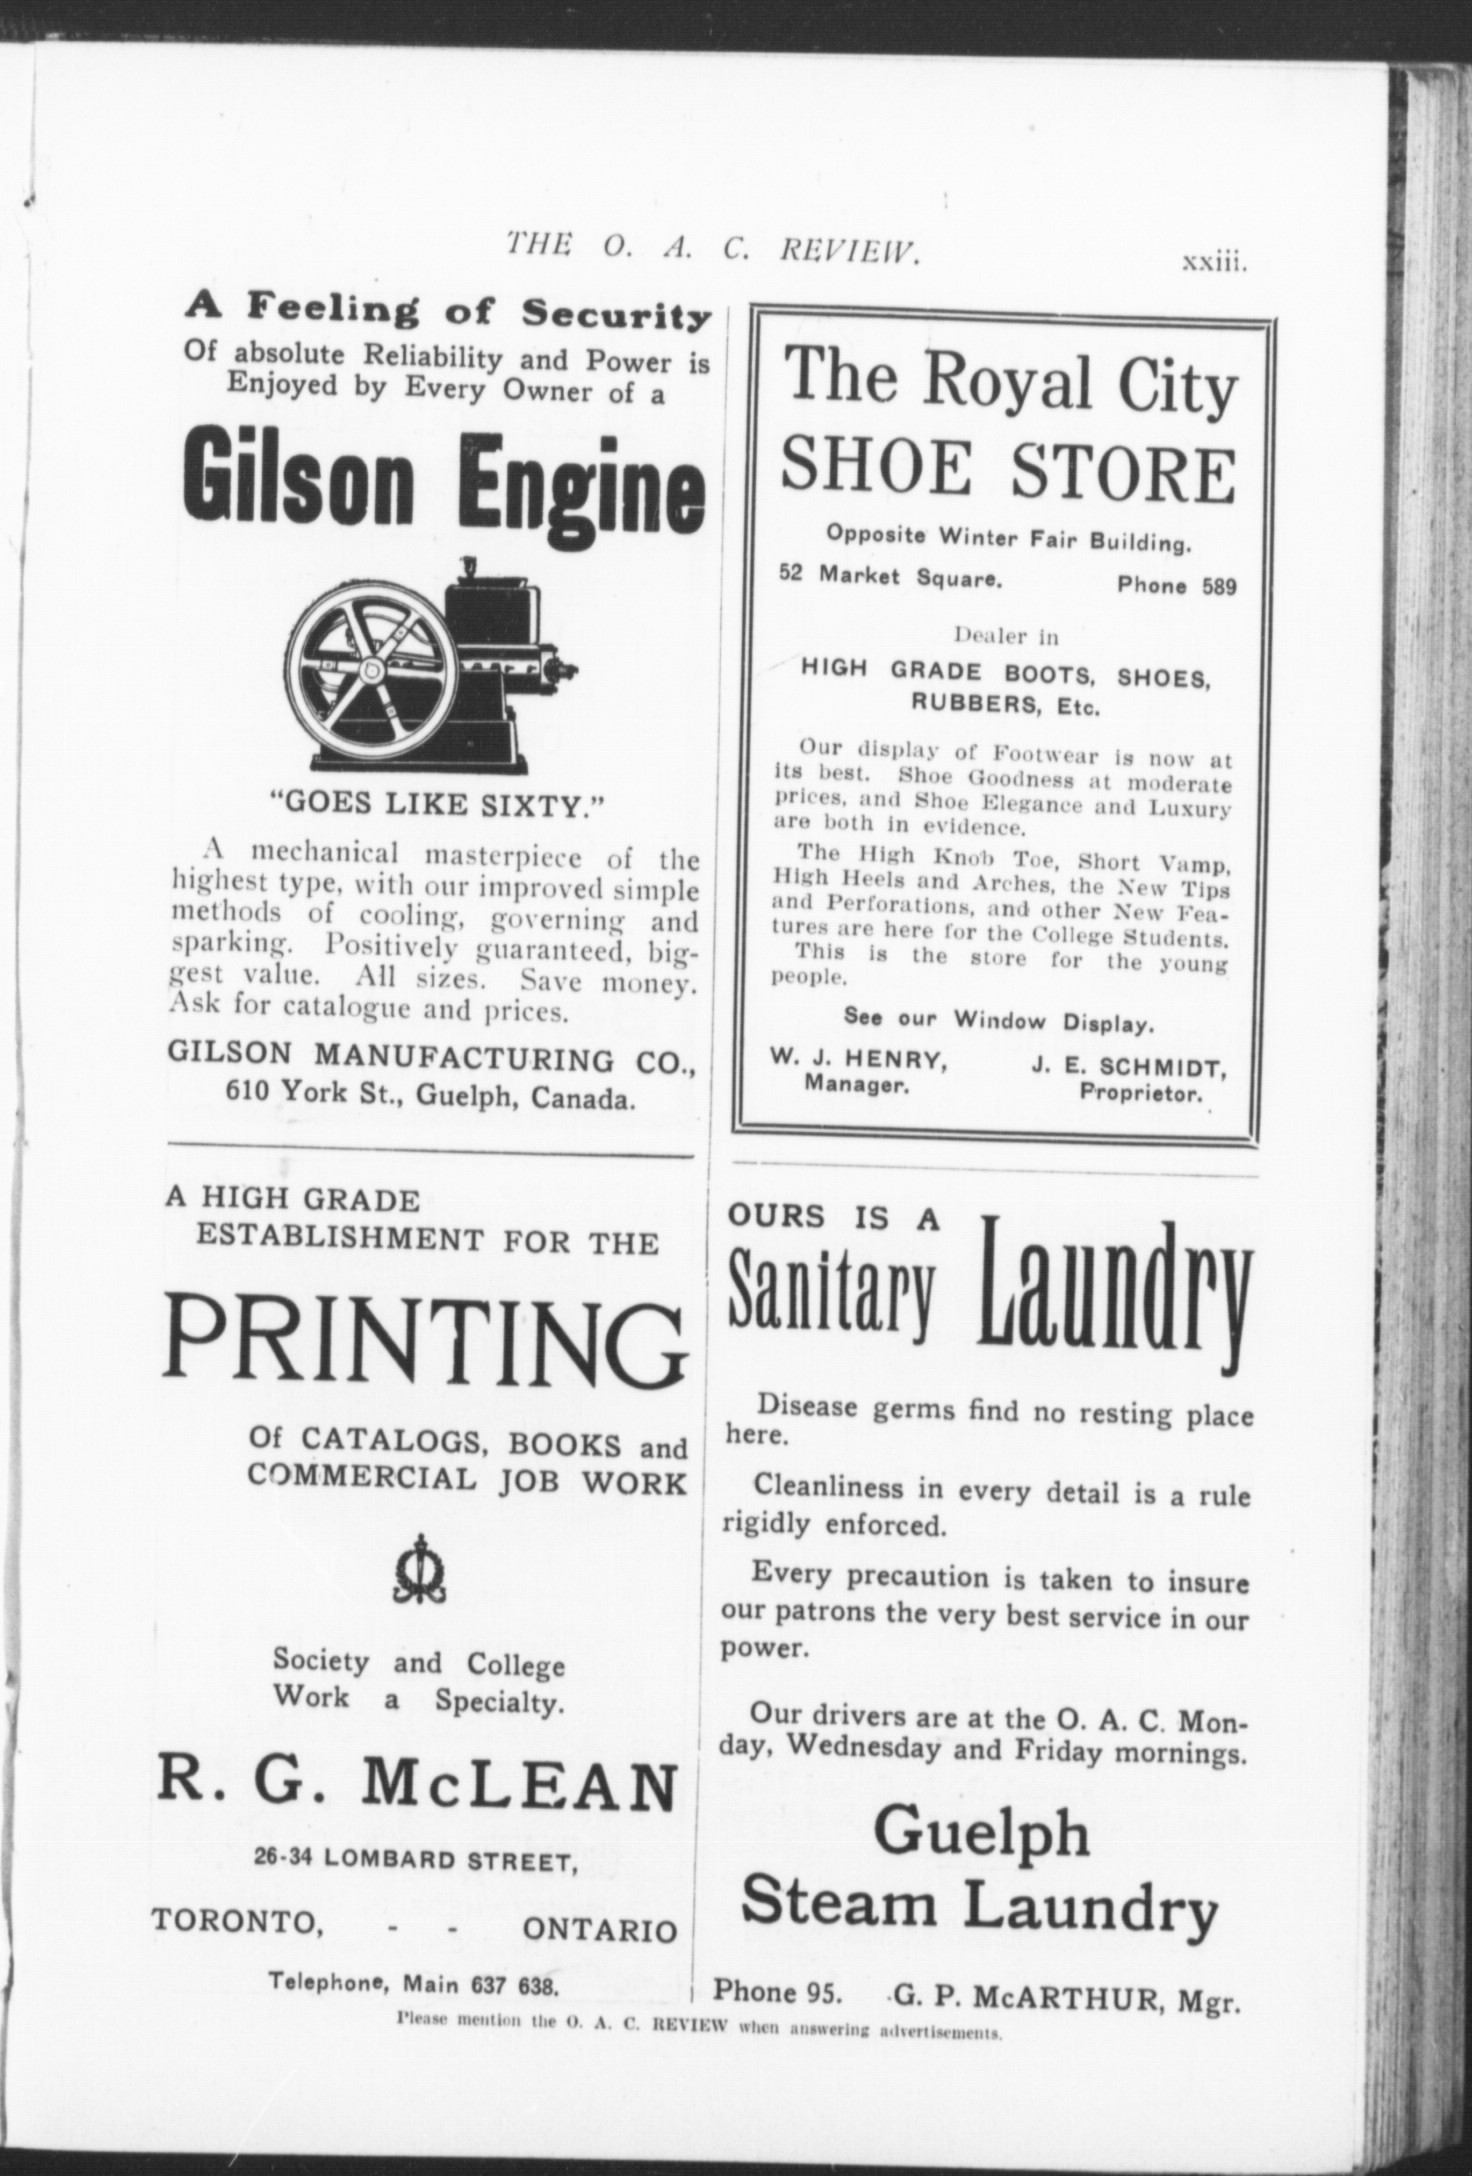 THE O. A. C. REVIEW.
xxiii.
A Feeling of Security
Of absolute Reliability and Power is
Enjoyed by Every Owner of a
Gilson Engine
"GOES LIKE SIXTY."
A mechanical masterpiece of the
highest type, with our improved simple
methods of cooling, governing and
sparking. Positively guaranteed, big-
gest value. All sizes. Save money.
Ask for catalogue and prices.
GILSON MANUFACTURING CO.,
610 York St., Guelph, Canada.
The Royal City
SHOE STORE
Opposite Winter Fair Building.
52 Market Square. Phone 589
Dealer in
HIGH GRADE BOOTS, SHOES,
RUBBERS, Etc.
Our display of Footwear is now at
its best. Shoe Goodness at moderate
prices, and Shoe Elegance and Luxury
are both in evidence.
The High Knob Toe, Short Vamp,
High Heels and Arches, the New Tips
and Perforations, and other New Fea-
tures are here for the College Students.
This is the store for the young
people.
See our Window Display.
W. J. HENRY, J. E. SCHMIDT,
Manager. Proprietor.
A HIGH GRADE
ESTABLISHMENT FOR THE
PRINTING
Of CATALOGS, BOOKS and
COMMERCIAL JOB WORK
Society and College
Work a Specialty.
R. G. McLEAN
26-34 LOMBARD STREET,
TORONTO, - - ONTARIO
Telephone, Main 637 638.
OURS IS A
Sanitary Laundry
Disease germs find no resting place
here.
Cleanliness in every detail is a rule
rigidly enforced.
Every precaution is taken to insure
our patrons the very best service in our
power.
Our drivers are at the O. A. C. Mon-
day, Wednesday and Friday mornings.
Guelph
Steam Laundry
Phone 95. G. P. McARTHUR, Mgr.
Please mention the O. A. C. REVIEW when answering advertisements.